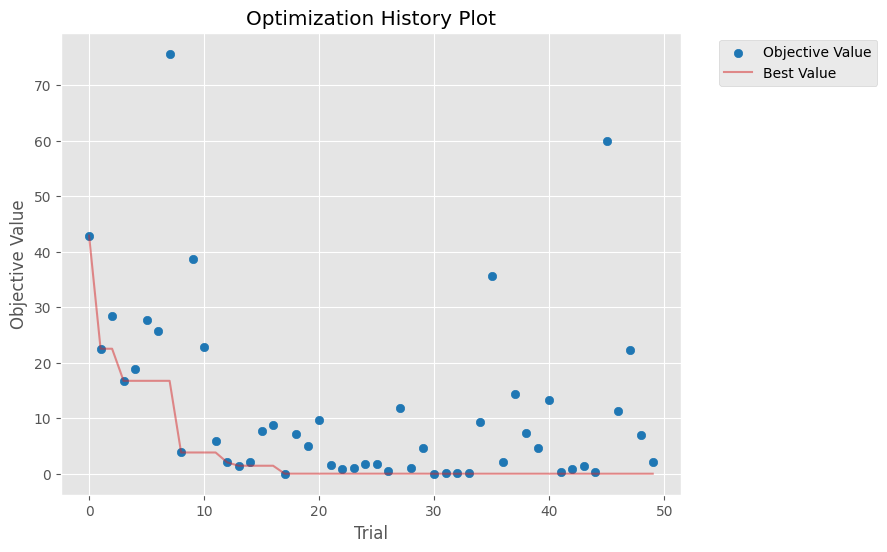 Optimization History Plot
Objective Value
Best Value
Objective Value
70
60
50
40
30
20
10
0
0 10 20 30 40 50
Trial